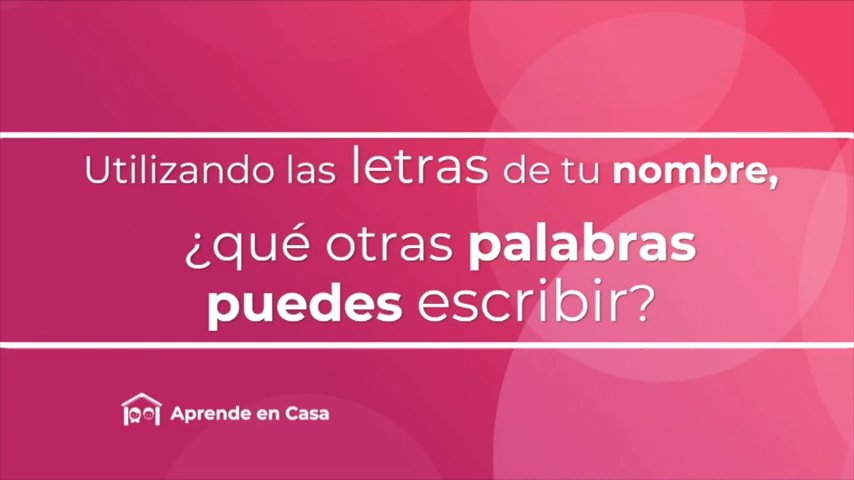 Utilizando las letras de tu nombre,
¿qué otras palabras
puedes escribir?
Aprende en Casa